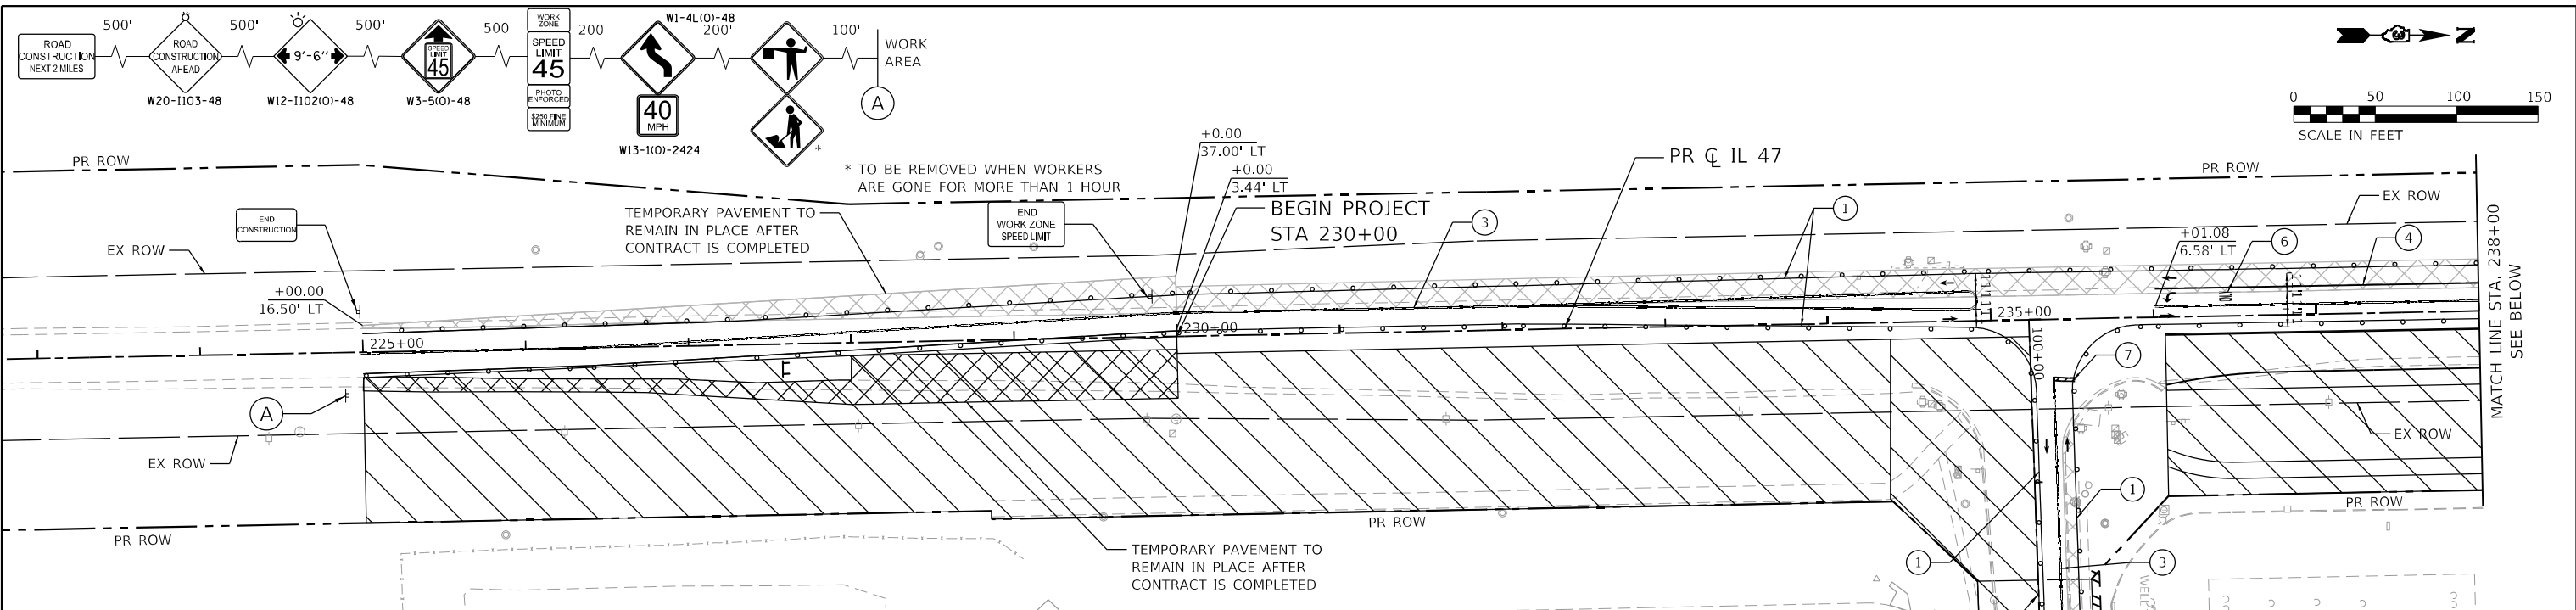 500'
500'
500'
500'
200'
200'
100'
ROAD
CONSTRUCTION
NEXT 2 MILES
ROAD
CONSTRUCTION
AHEAD
W20-I103-48
9'-6"
W12-I102(O)-48
SPEED
LIMIT
45
W3-5(O)-48
WORK
ZONE
SPEED
LIMIT
45
PHOTO
ENFORCED
$250 FINE
MINIMUM
W1-4L(O)-48
40
MPH
W13-1(O)-2424
*
WORK
AREA
A
* TO BE REMOVED WHEN WORKERS
ARE GONE FOR MORE THAN 1 HOUR
N
0 50 100 150
SCALE IN FEET
PR ROW
PR ROW
EX ROW
EX ROW
END
CONSTRUCTION
+00.00
16.50' LT
TEMPORARY PAVEMENT TO
REMAIN IN PLACE AFTER
CONTRACT IS COMPLETED
END
WORK ZONE
SPEED LIMIT
+0.00
37.00' LT
+0.00
3.44' LT
BEGIN PROJECT
STA 230+00
3
PR ℄ IL 47
1
+01.08
6.58' LT
6
4
225+00
230+00
235+00
11'
11'
11'
11'
11'
11'
100+00
7
A
EX ROW
EX ROW
1
PR ROW
PR ROW
PR ROW
TEMPORARY PAVEMENT TO
REMAIN IN PLACE AFTER
CONTRACT IS COMPLETED
1
3
MATCH LINE STA. 238+00
SEE BELOW